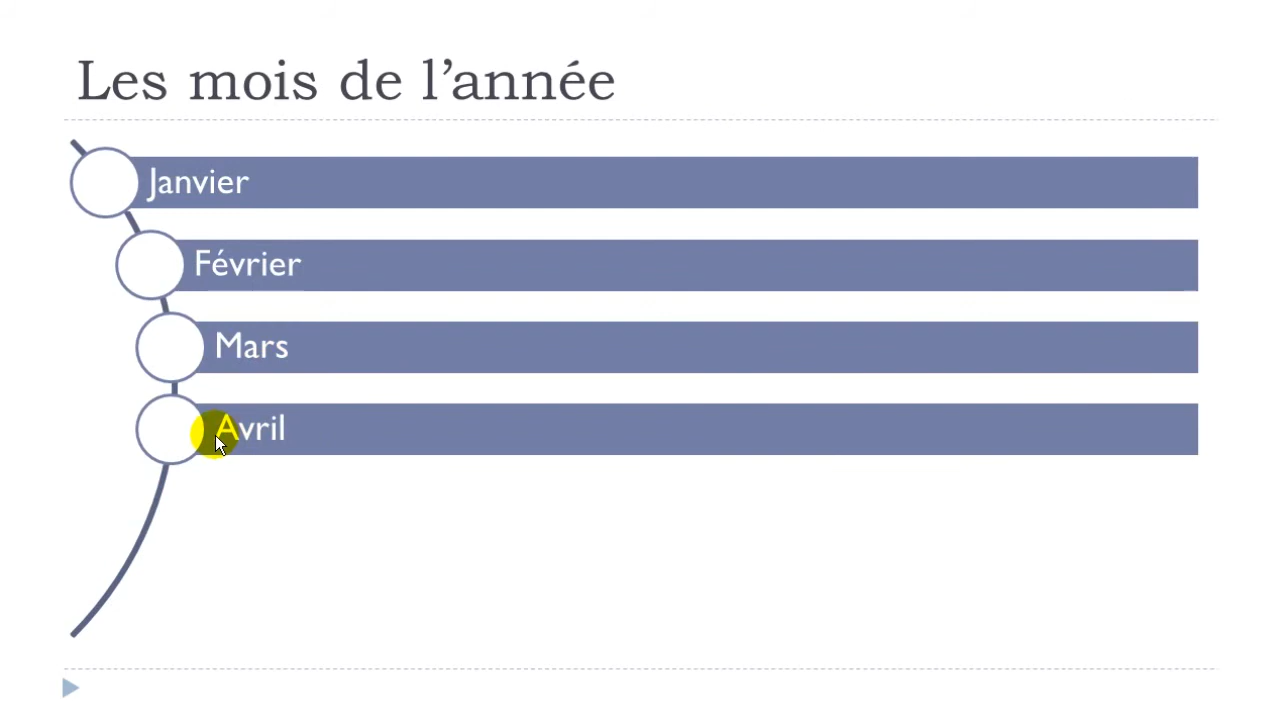 Les mois de l’année
Janvier
Février
Mars
Avril